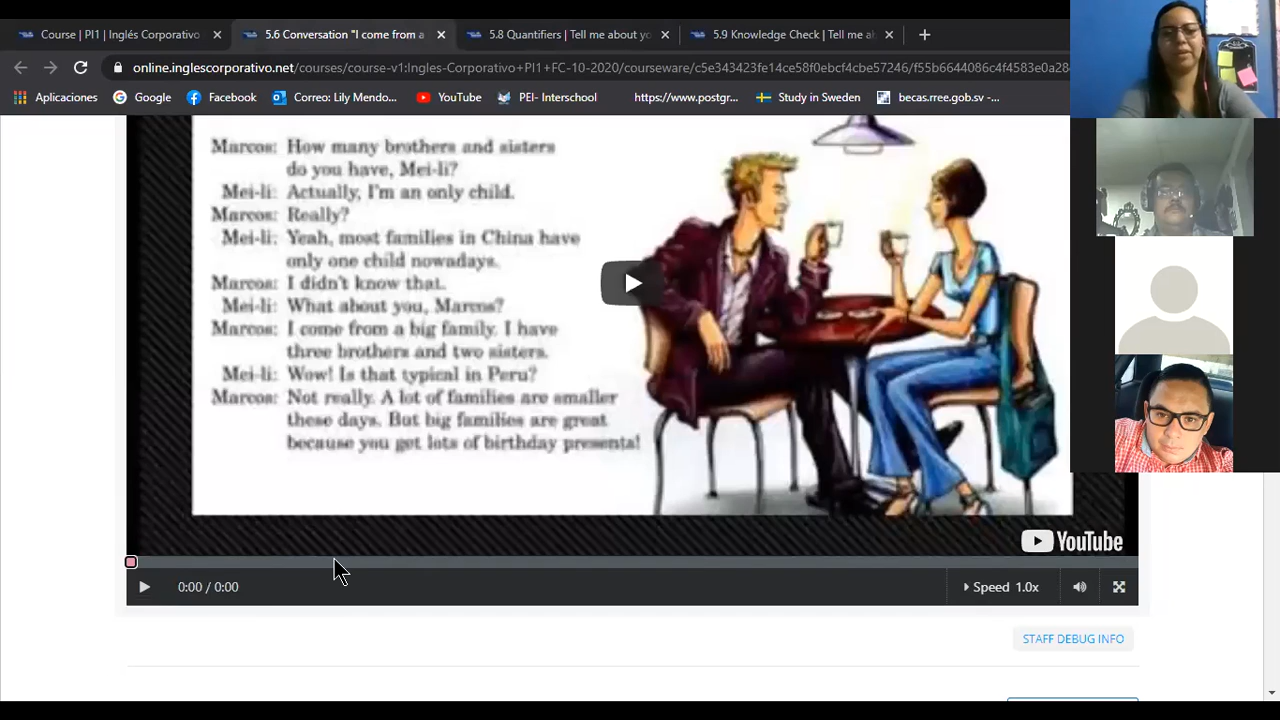 Course | PI1 | Inglés Corporativo
5.6 Conversation "I come from a
5.8 Quantifiers | Tell me about yo
5.9 Knowledge Check | Tell me ab
online.inglescorporativo.net/courses/course-v1:Ingles-Corporativo+PI1+FC-10-2020/courseware/c5e343423fe14ce58f0ebcf4cbe57246/f55b6644086c4f4583e0a284
Aplicaciones
Google
Facebook
Correo: Lily Mendo...
YouTube
PEI- Interschool
https://www.postgr...
Study in Sweden
becas.rree.gob.sv -...
Marcos: How many brothers and sisters
do you have, Mei-li?
Mei-li: Actually, I'm an only child.
Marcos: Really?
Mei-li: Yeah, most families in China have
only one child nowadays.
Marcos: I didn't know that.
Mei-li: What about you, Marcos?
Marcos: I come from a big family. I have
three brothers and two sisters.
Mei-li: Wow! Is that typical in Peru?
Marcos: Not really. A lot of families are smaller
these days. But big families are great
because you get lots of birthday presents!
YouTube
0:00 / 0:00
Speed 1.0x
STAFF DEBUG INFO